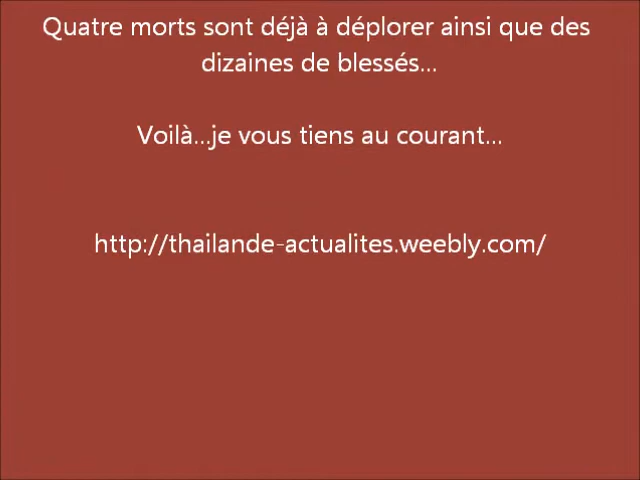 Quatre morts sont déjà à déplorer ainsi que des
dizaines de blessés...
Voilà...je vous tiens au courant...
http://thailande-actualites.weebly.com/